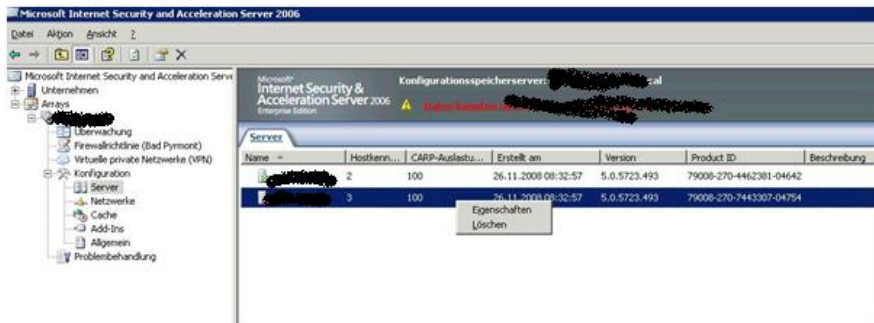 Microsoft Internet Security and Acceleration Server 2006
Datei Aktion Ansicht ?
Microsoft Internet Security and Acceleration Serve
Unternehmen
Arrays
Überwachung
Firewallrichtlinie (Bad Pyrmont)
Virtuelle private Netzwerke (VPN)
Konfiguration
Server
Netzwerke
Cache
Add-Ins
Allgemein
Problembehandlung
Microsoft
Internet Security &
Acceleration Server 2006
Enterprise Edition
Konfigurationsspeicherserver: al
Daten konnten
Server
Name Hostkenn... CARP-Auslastu... Erstellt am Version Product ID Beschreibung
2 100 26.11.2008 08:32:57 5.0.5723.493 79008-270-4462381-04642
3 100 26.11.2008 08:32:57 5.0.5723.493 79008-270-7443307-04754
Eigenschaften
Löschen